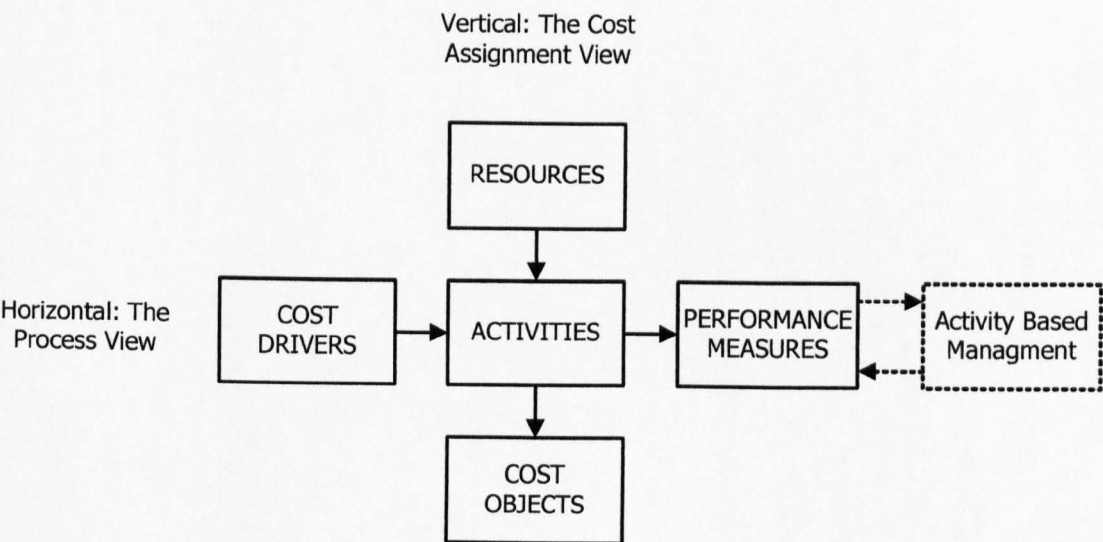 Vertical: The Cost
Assignment View
RESOURCES
Horizontal: The
Process View
COST
DRIVERS
ACTIVITIES
PERFORMANCE
MEASURES
Activity Based
Managment
COST
OBJECTS